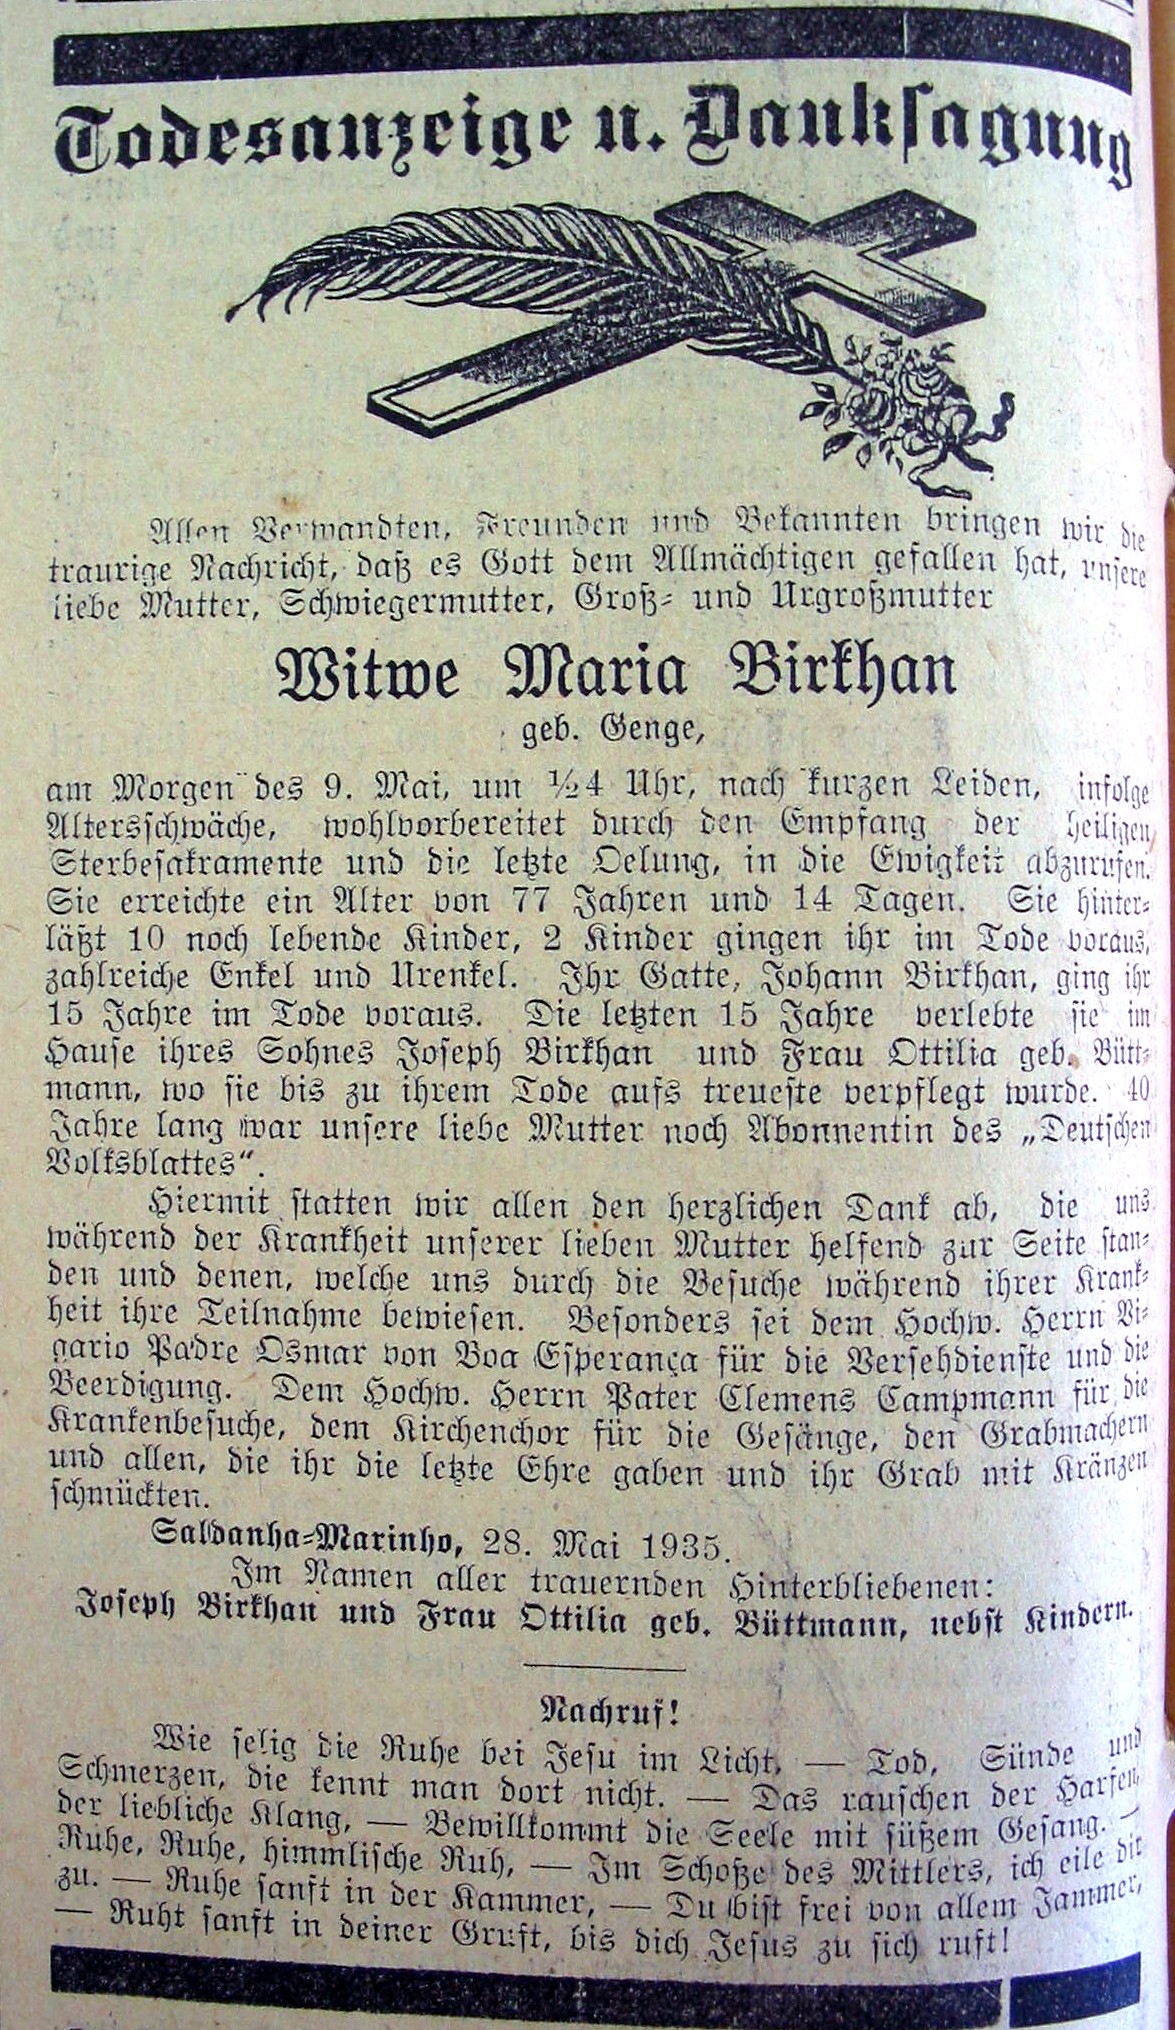 Todesanzeige u. Danksagung
Allen Verwandten, Freunden und Bekannten bringen wir die
traurige Nachricht, daß es Gott dem Allmächtigen gefallen hat, unsere
liebe Mutter, Schwiegermutter, Groß- und Urgroßmutter
Witwe Maria Birkhan
geb. Genge,
am Morgen des 9. Mai, um ½4 Uhr, nach kurzen Leiden, infolge
Altersschwäche, wohlvorbereitet durch den Empfang der heiligen
Sterbesakramente und die letzte Oelung, in die Ewigkeit abzurufen.
Sie erreichte ein Alter von 77 Jahren und 14 Tagen. Sie hinter-
läßt 10 noch lebende Kinder, 2 Kinder gingen ihr im Tode voraus,
zahlreiche Enkel und Urenkel. Ihr Gatte, Johann Birkhan, ging ihr
15 Jahre im Tode voraus. Die letzten 15 Jahre verlebte sie im
Hause ihres Sohnes Joseph Birkhan und Frau Ottilia geb. Bütt-
mann, wo sie bis zu ihrem Tode aufs treueste verpflegt wurde. 40
Jahre lang war unsere liebe Mutter noch Abonnentin des „Deutschen
Volksblattes“.
Hiermit statten wir allen den herzlichen Dank ab, die uns
während der Krankheit unserer lieben Mutter helfend zur Seite stan-
den und denen, welche uns durch die Besuche während ihrer Krank-
heit ihre Teilnahme bewiesen. Besonders sei dem Hochw. Herrn Vi-
gario Padre Osmar von Boa Esperança für die Versehdienste und die
Beerdigung. Dem Hochw. Herrn Pater Clemens Campmann für die
Krankenbesuche, dem Kirchenchor für die Gesänge, den Grabmachern
und allen, die ihr die letzte Ehre gaben und ihr Grab mit Kränzen
schmückten.
Saldanha-Marinho, 28. Mai 1935.
Im Namen aller trauernden Hinterbliebenen:
Joseph Birkhan und Frau Ottilia geb. Büttmann, nebst Kindern.
Nachruf!
Wie selig die Ruhe bei Jesu im Licht, — Tod, Sünde und
Schmerzen, die kennt man dort nicht. — Das rauschen der Harfen,
der liebliche Klang, — Bewillkommt die Seele mit süßem Gesang. —
Ruhe, Ruhe, himmlische Ruh, — Im Schoße des Mittlers, ich eile dir
zu. — Ruhe sanft in der Kammer, — Du bist frei von allem Jammer,
— Ruht sanft in deiner Gruft, bis dich Jesus zu sich ruft!